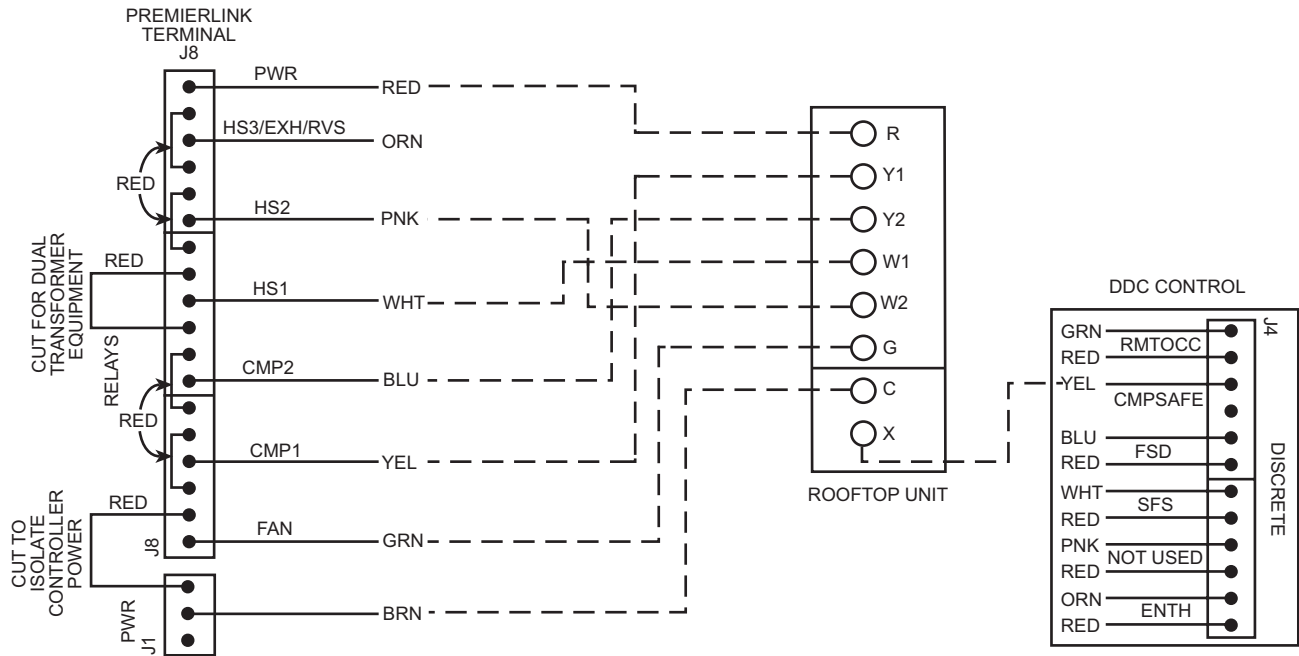 PREMIERLINK
TERMINAL
J8
PWR
RED
HS3/EXH/RVS
ORN
RED
HS2
PNK
RED
HS1
WHT
CUT FOR DUAL
TRANSFORMER
EQUIPMENT
RELAYS
CMP2
BLU
RED
CMP1
YEL
RED
FAN
GRN
J8
CUT TO
ISOLATE
CONTROLLER
POWER
BRN
PWR
J1
R
Y1
Y2
W1
W2
G
C
X
ROOFTOP UNIT
DDC CONTROL
J4
GRN
RMTOCC
RED
YEL
CMPSAFE
BLU
FSD
RED
WHT
SFS
RED
PNK
NOT USED
RED
ORN
ENTH
RED
DISCRETE